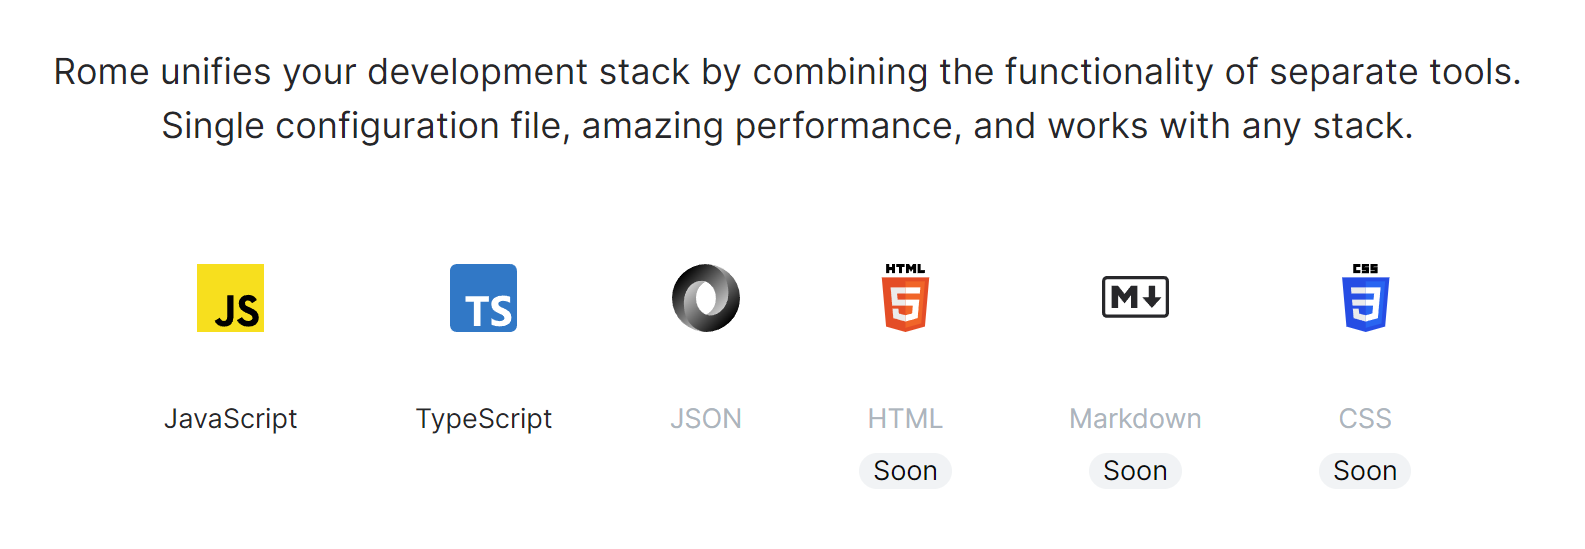 Rome unifies your development stack by combining the functionality of separate tools.
Single configuration file, amazing performance, and works with any stack.
JS TS HTML 5 M CSS 3
JavaScript TypeScript JSON HTML Markdown CSS
Soon Soon Soon